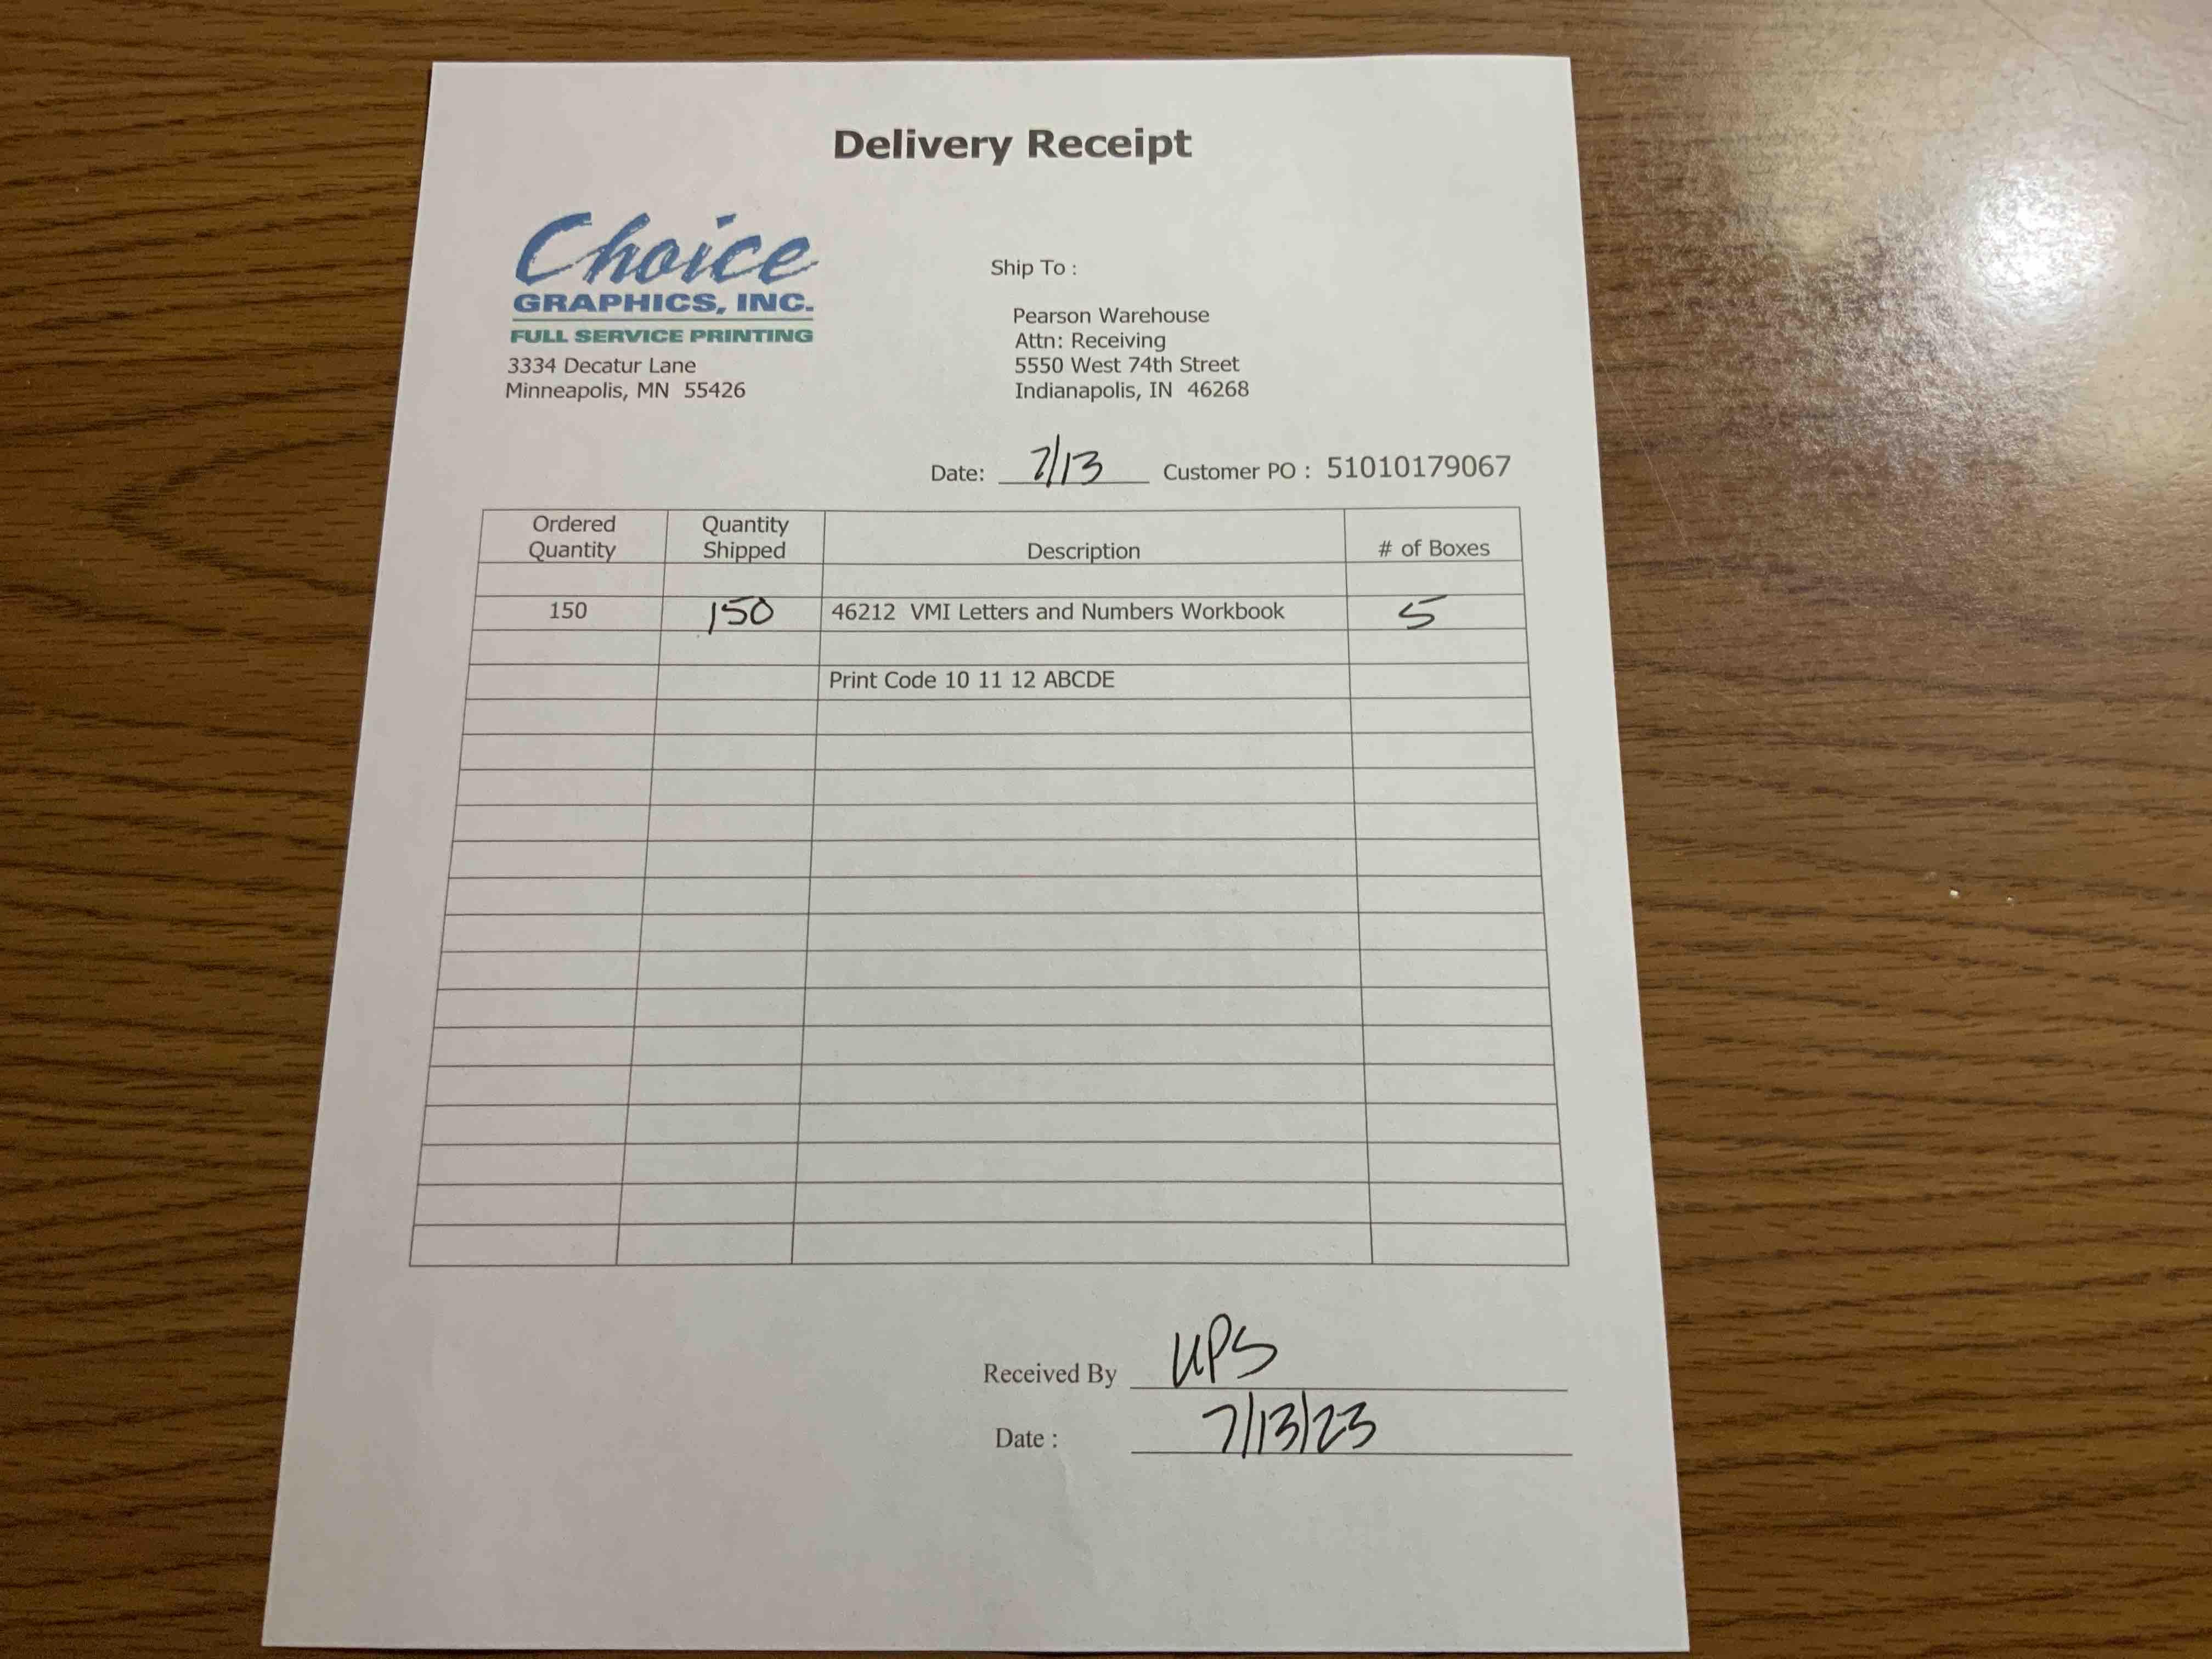 Delivery Receipt
Choice
GRAPHICS, INC.
FULL SERVICE PRINTING
3334 Decatur Lane
Minneapolis, MN 55426
Ship To :
Pearson Warehouse
Attn: Receiving
5550 West 74th Street
Indianapolis, IN 46268
Date: 7/13 Customer PO : 51010179067
Ordered Quantity Quantity Shipped Description # of Boxes
150 150 46212 VMI Letters and Numbers Workbook 5
Print Code 10 11 12 ABCDE
Received By UPS
Date : 7/13/23